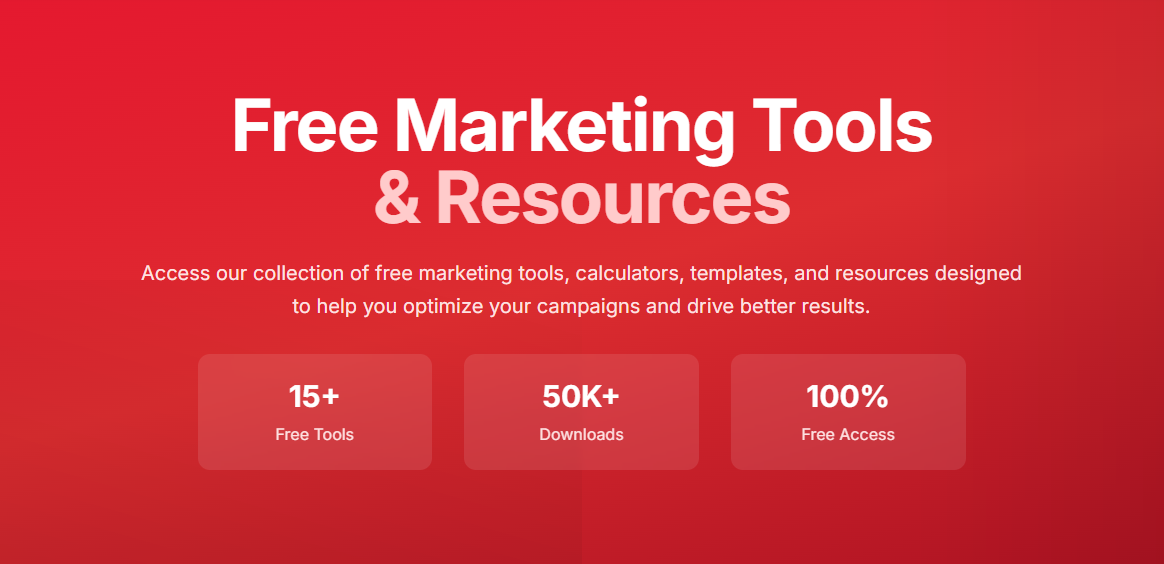 Free Marketing Tools
& Resources
Access our collection of free marketing tools, calculators, templates, and resources designed
to help you optimize your campaigns and drive better results.
15+
Free Tools
50K+
Downloads
100%
Free Access